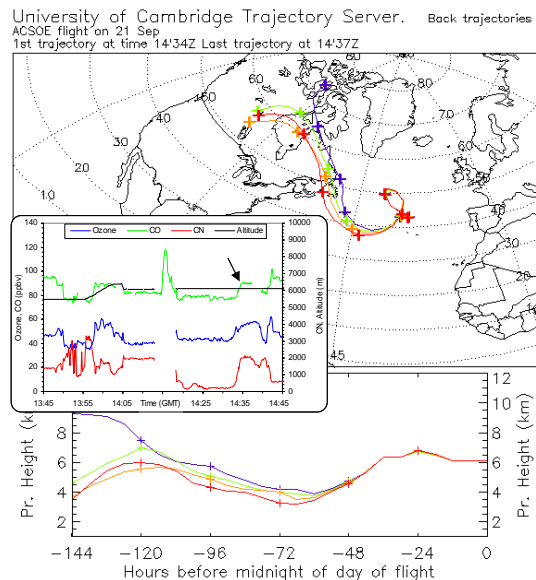 University of Cambridge Trajectory Server. Back trajectories
ACSOE flight on 21 Sep
1st trajectory at time 14'34Z Last trajectory at 14'37Z
60 80
50 70
40 60
30 50
20 40
10 30
20
45
Ozone CO CN Altitude
140 10000
120 9000
100 8000
80 7000
60 6000
40 5000
20 4000
0 3000
2000
1000
0
Ozone, CO (ppbv)
CN, Altitude (m)
13:45 13:55 14:05 Time (GMT) 14:25 14:35 14:45
12
10
8 8
6 6
4 4
2 2
Pr. Height
Pr. Height (km)
-144 -120 -96 -72 -48 -24 0
Hours before midnight of day of flight